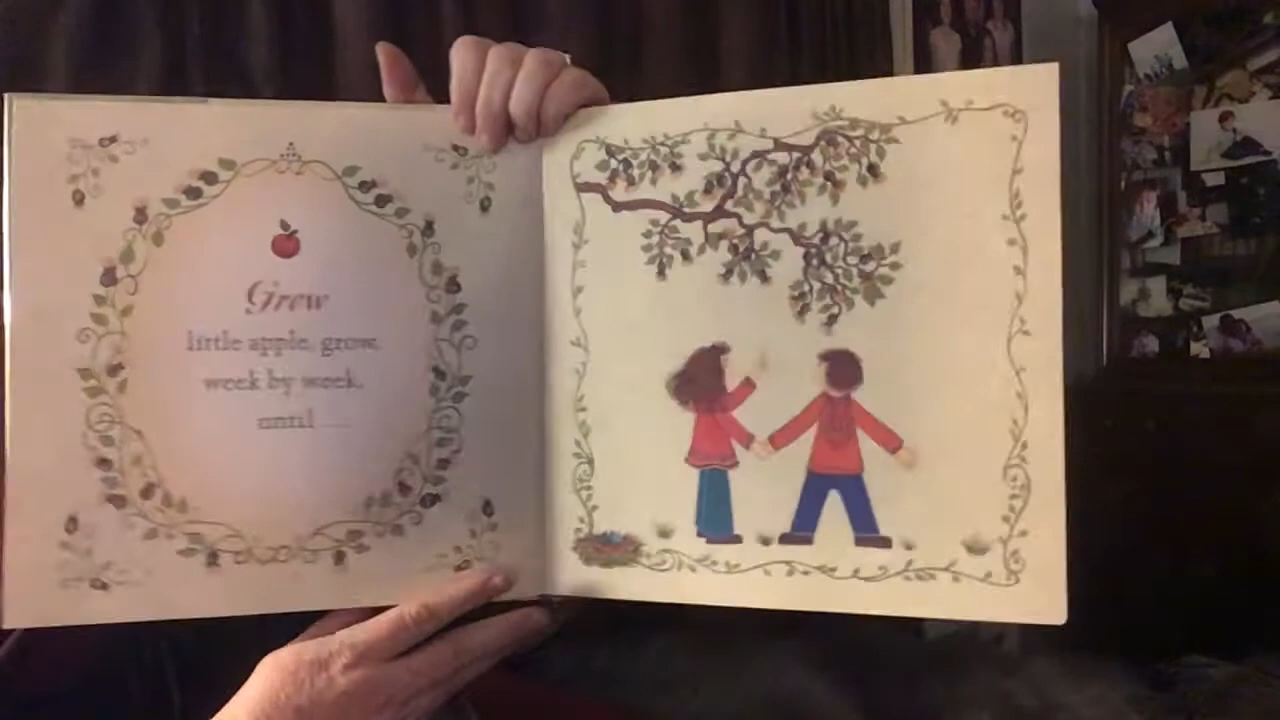 Grow
little apple, grow,
week by week,
until .....